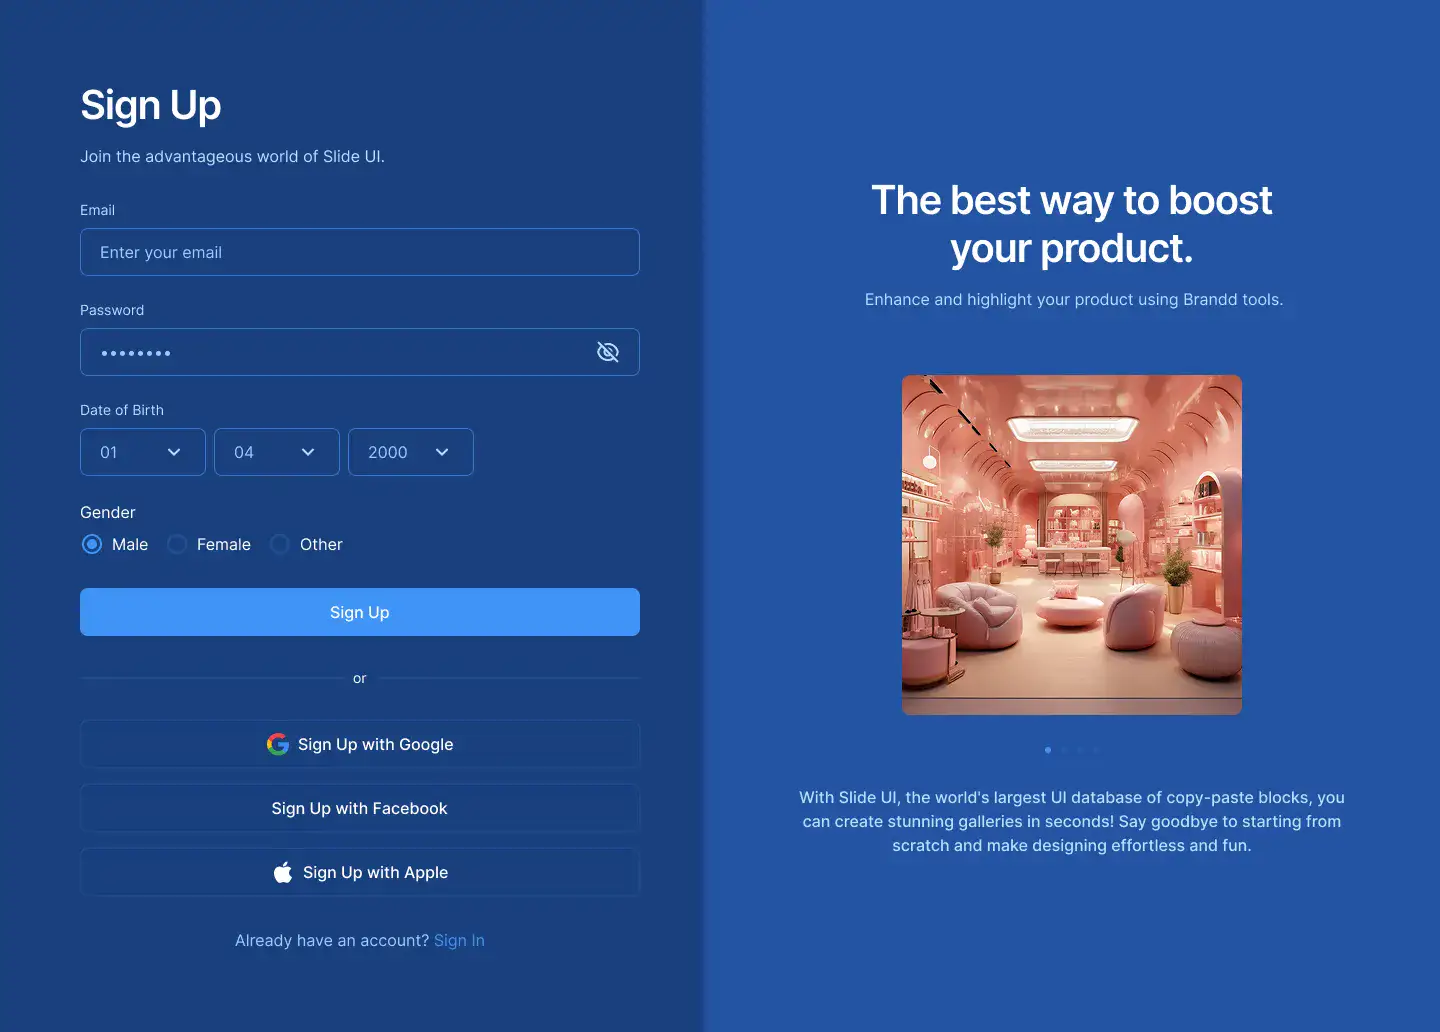 Sign Up
Join the advantageous world of Slide UI.
Email
Enter your email
Password
••••••••
Date of Birth
01
04
2000
Gender
Male
Female
Other
Sign Up
or
Sign Up with Google
Sign Up with Facebook
Sign Up with Apple
Already have an account? Sign In
The best way to boost
your product.
Enhance and highlight your product using Brandd tools.
With Slide UI, the world's largest UI database of copy-paste blocks, you
can create stunning galleries in seconds! Say goodbye to starting from
scratch and make designing effortless and fun.